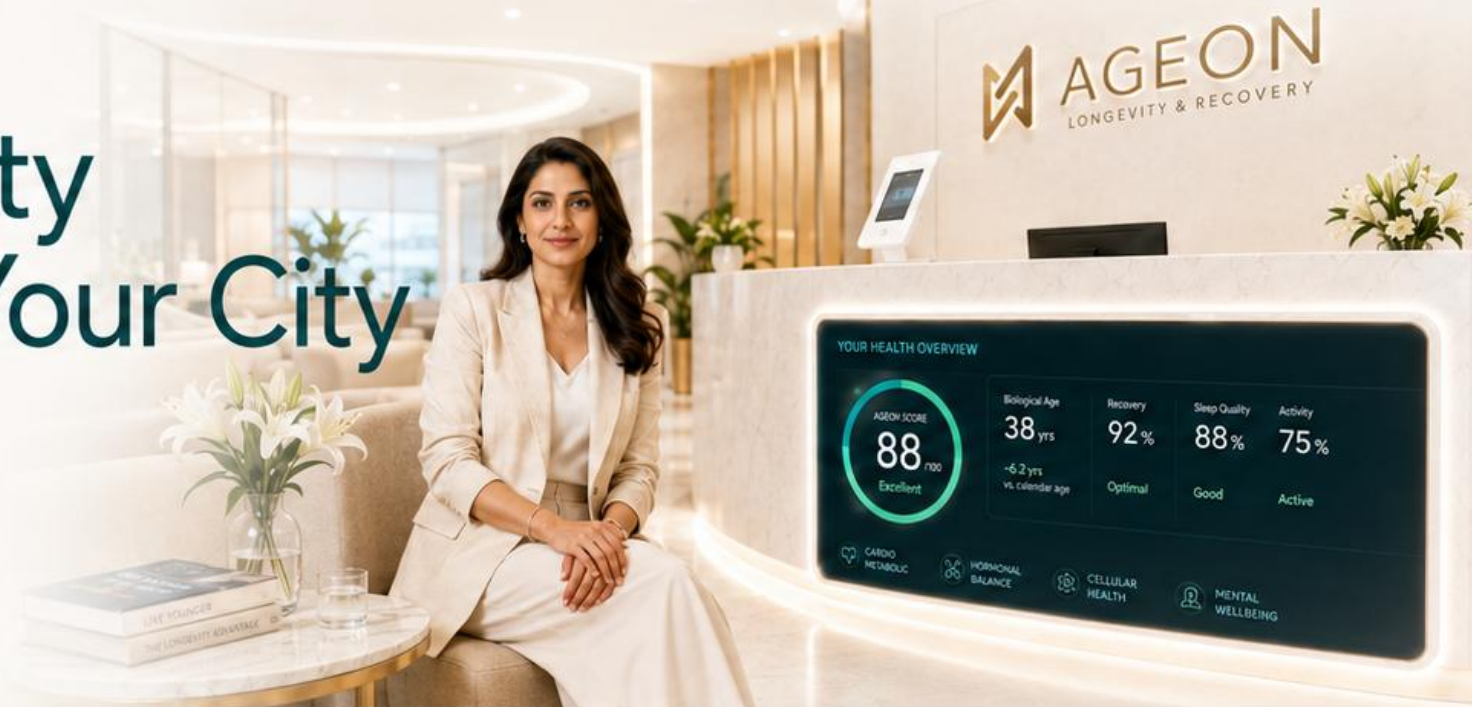 ty
Your City
AGEON
LONGEVITY & RECOVERY
YOUR HEALTH OVERVIEW
AGEON SCORE
88 /100
Excellent
Biological Age
38 yrs
-6.2 yrs
vs. calendar age
Recovery
92%
Optimal
Sleep Quality
88%
Good
Activity
75%
Active
CARDIO
METABOLIC
HORMONAL
BALANCE
CELLULAR
HEALTH
MENTAL
WELLBEING
LIVE YOUNGER
THE LONGEVITY ADVANTAGE